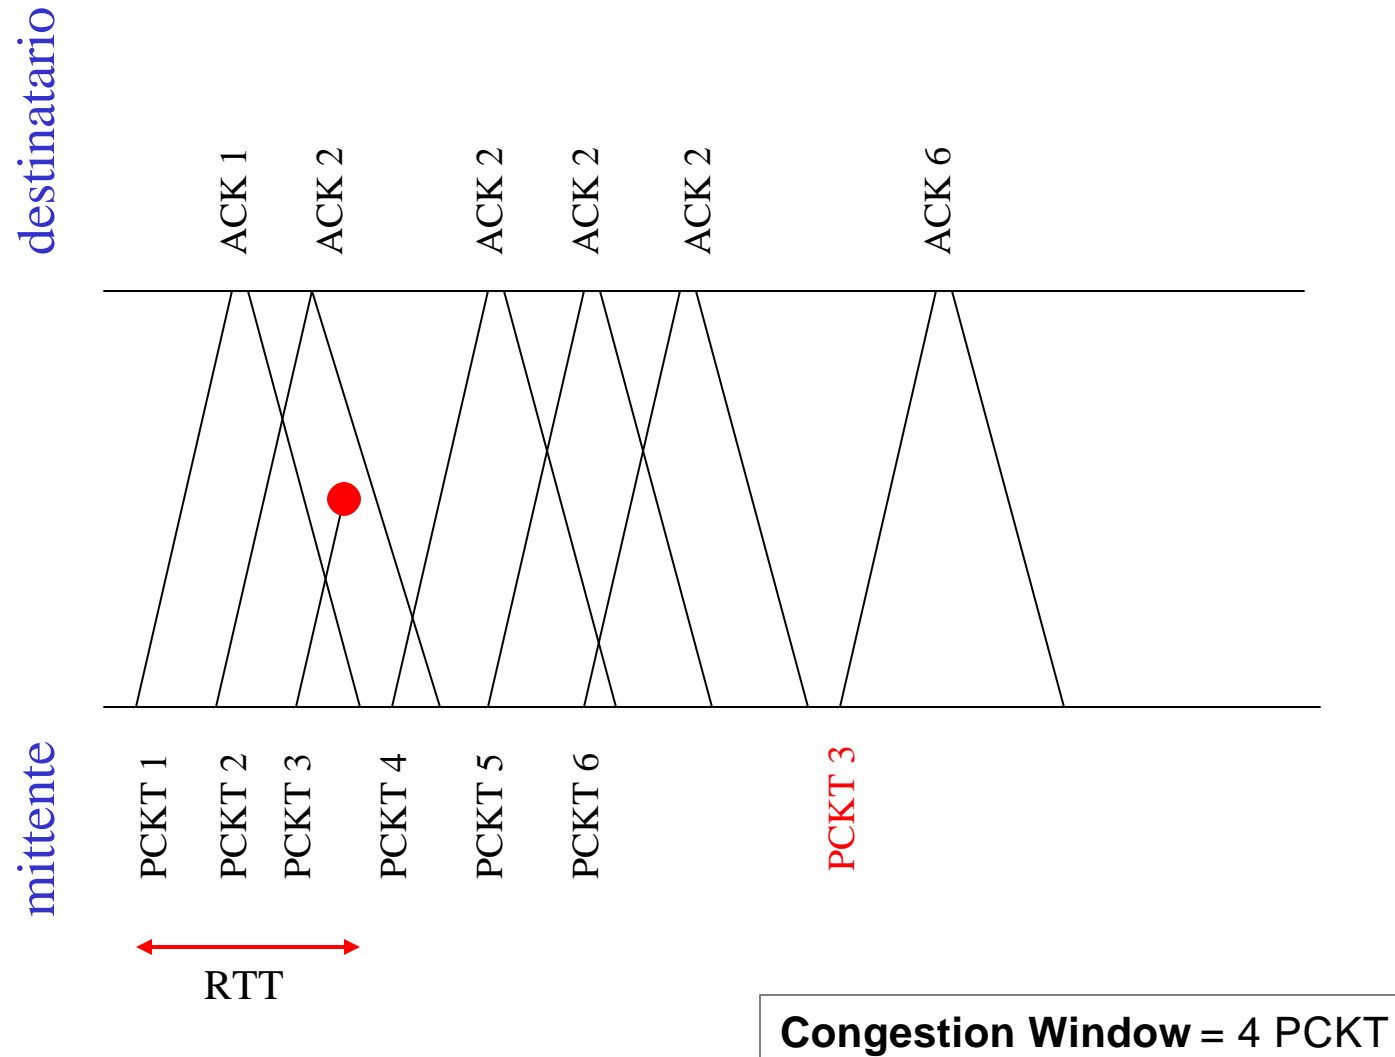 destinatario
ACK 1
ACK 2
ACK 2
ACK 2
ACK 2
ACK 6
mittente
PCKT 1
PCKT 2
PCKT 3
PCKT 4
PCKT 5
PCKT 6
PCKT 3
RTT
Congestion Window = 4 PCKT